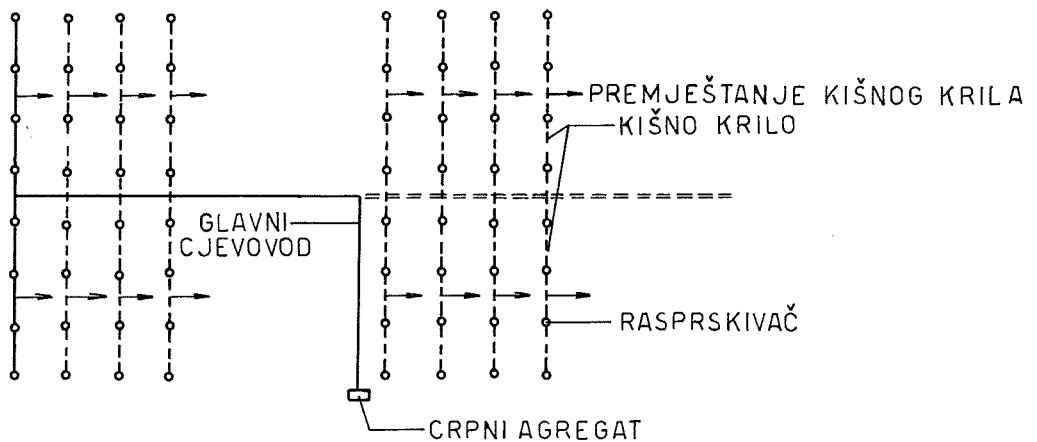 PREMJEŠTANJE KIŠNOG KRILA
KIŠNO KRILO
GLAVNI
CJEVOVOD
RASPRSKIVAČ
CRPNI AGREGAT